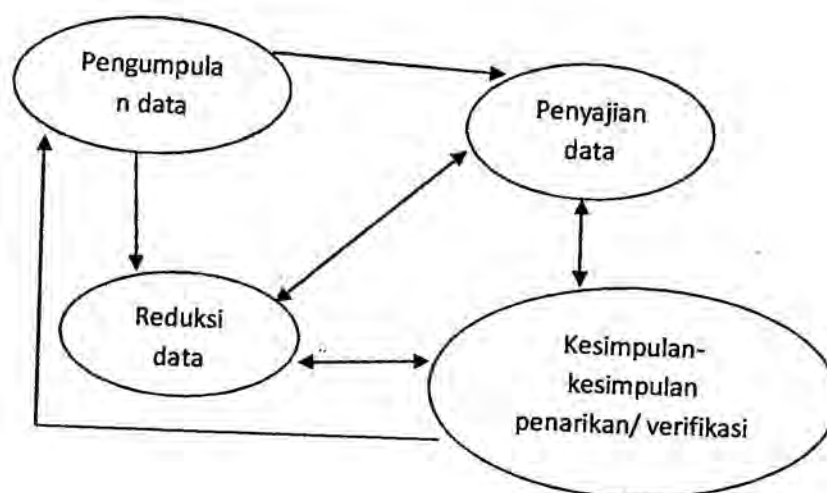 Pengumpula
n data
Penyajian
data
Reduksi
data
Kesimpulan-
kesimpulan
penarikan/ verifikasi